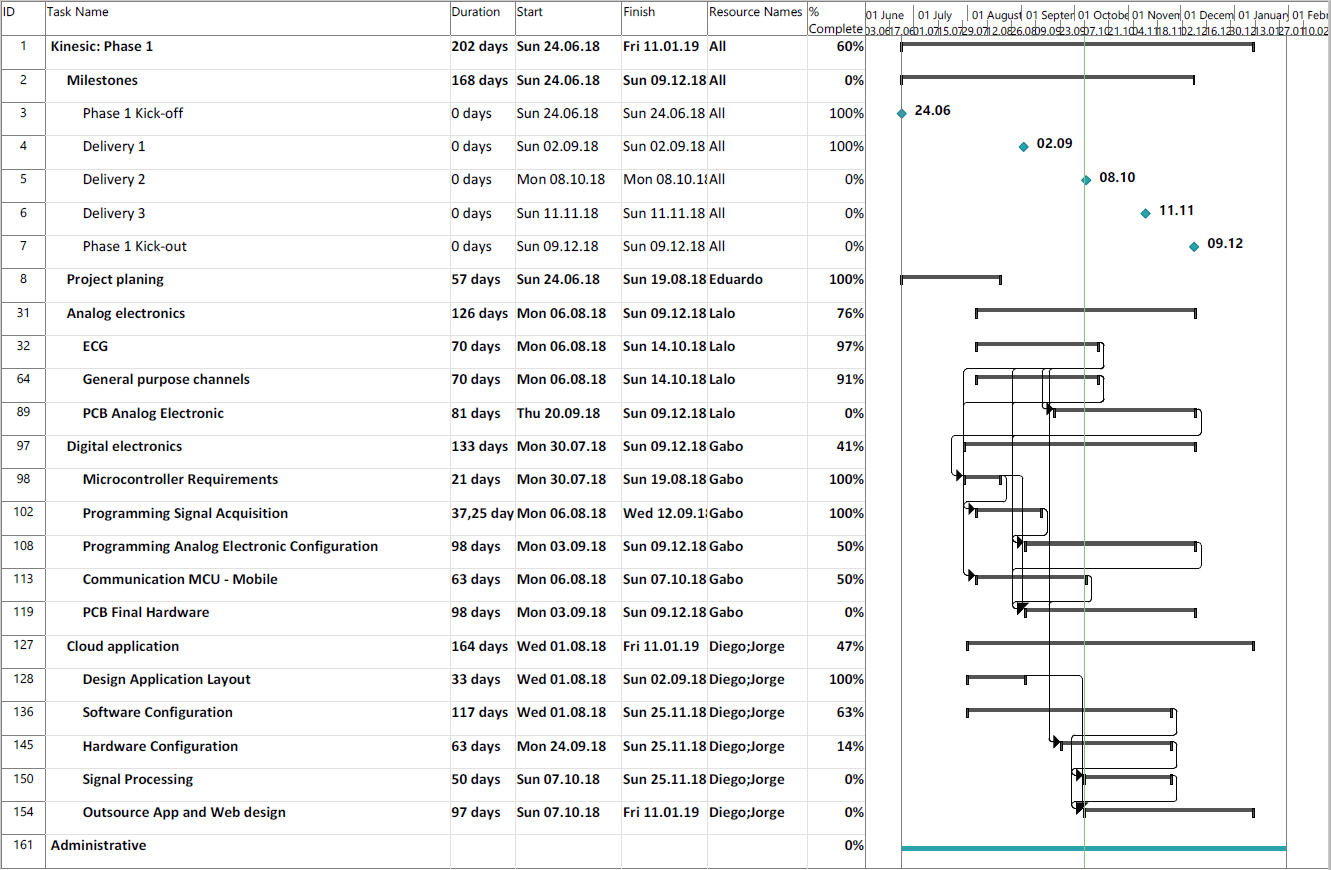 ID Task Name Duration Start Finish Resource Names % Complete 01 June 01 July 01 August 01 Septer 01 Octobe 01 Noven 01 Decem 01 January 01 Febr
03.06 17.06 01.07 15.07 29.07 12.08 26.08 09.09 23.09 07.10 21.10 04.11 18.11 02.12 16.12 30.12 13.01 27.01 10.02
1 Kinesic: Phase 1 202 days Sun 24.06.18 Fri 11.01.19 All 60%
2 Milestones 168 days Sun 24.06.18 Sun 09.12.18 All 0%
3 Phase 1 Kick-off 0 days Sun 24.06.18 Sun 24.06.18 All 100% 24.06
4 Delivery 1 0 days Sun 02.09.18 Sun 02.09.18 All 100% 02.09
5 Delivery 2 0 days Mon 08.10.18 Mon 08.10.18 All 0% 08.10
6 Delivery 3 0 days Sun 11.11.18 Sun 11.11.18 All 0% 11.11
7 Phase 1 Kick-out 0 days Sun 09.12.18 Sun 09.12.18 All 0% 09.12
8 Project planing 57 days Sun 24.06.18 Sun 19.08.18 Eduardo 100%
31 Analog electronics 126 days Mon 06.08.18 Sun 09.12.18 Lalo 76%
32 ECG 70 days Mon 06.08.18 Sun 14.10.18 Lalo 97%
64 General purpose channels 70 days Mon 06.08.18 Sun 14.10.18 Lalo 91%
89 PCB Analog Electronic 81 days Thu 20.09.18 Sun 09.12.18 Lalo 0%
97 Digital electronics 133 days Mon 30.07.18 Sun 09.12.18 Gabo 41%
98 Microcontroller Requirements 21 days Mon 30.07.18 Sun 19.08.18 Gabo 100%
102 Programming Signal Acquisition 37,25 day Mon 06.08.18 Wed 12.09.18 Gabo 100%
108 Programming Analog Electronic Configuration 98 days Mon 03.09.18 Sun 09.12.18 Gabo 50%
113 Communication MCU - Mobile 63 days Mon 06.08.18 Sun 07.10.18 Gabo 50%
119 PCB Final Hardware 98 days Mon 03.09.18 Sun 09.12.18 Gabo 0%
127 Cloud application 164 days Wed 01.08.18 Fri 11.01.19 Diego;Jorge 47%
128 Design Application Layout 33 days Wed 01.08.18 Sun 02.09.18 Diego;Jorge 100%
136 Software Configuration 117 days Wed 01.08.18 Sun 25.11.18 Diego;Jorge 63%
145 Hardware Configuration 63 days Mon 24.09.18 Sun 25.11.18 Diego;Jorge 14%
150 Signal Processing 50 days Sun 07.10.18 Sun 25.11.18 Diego;Jorge 0%
154 Outsource App and Web design 97 days Sun 07.10.18 Fri 11.01.19 Diego;Jorge 0%
161 Administrative 0%